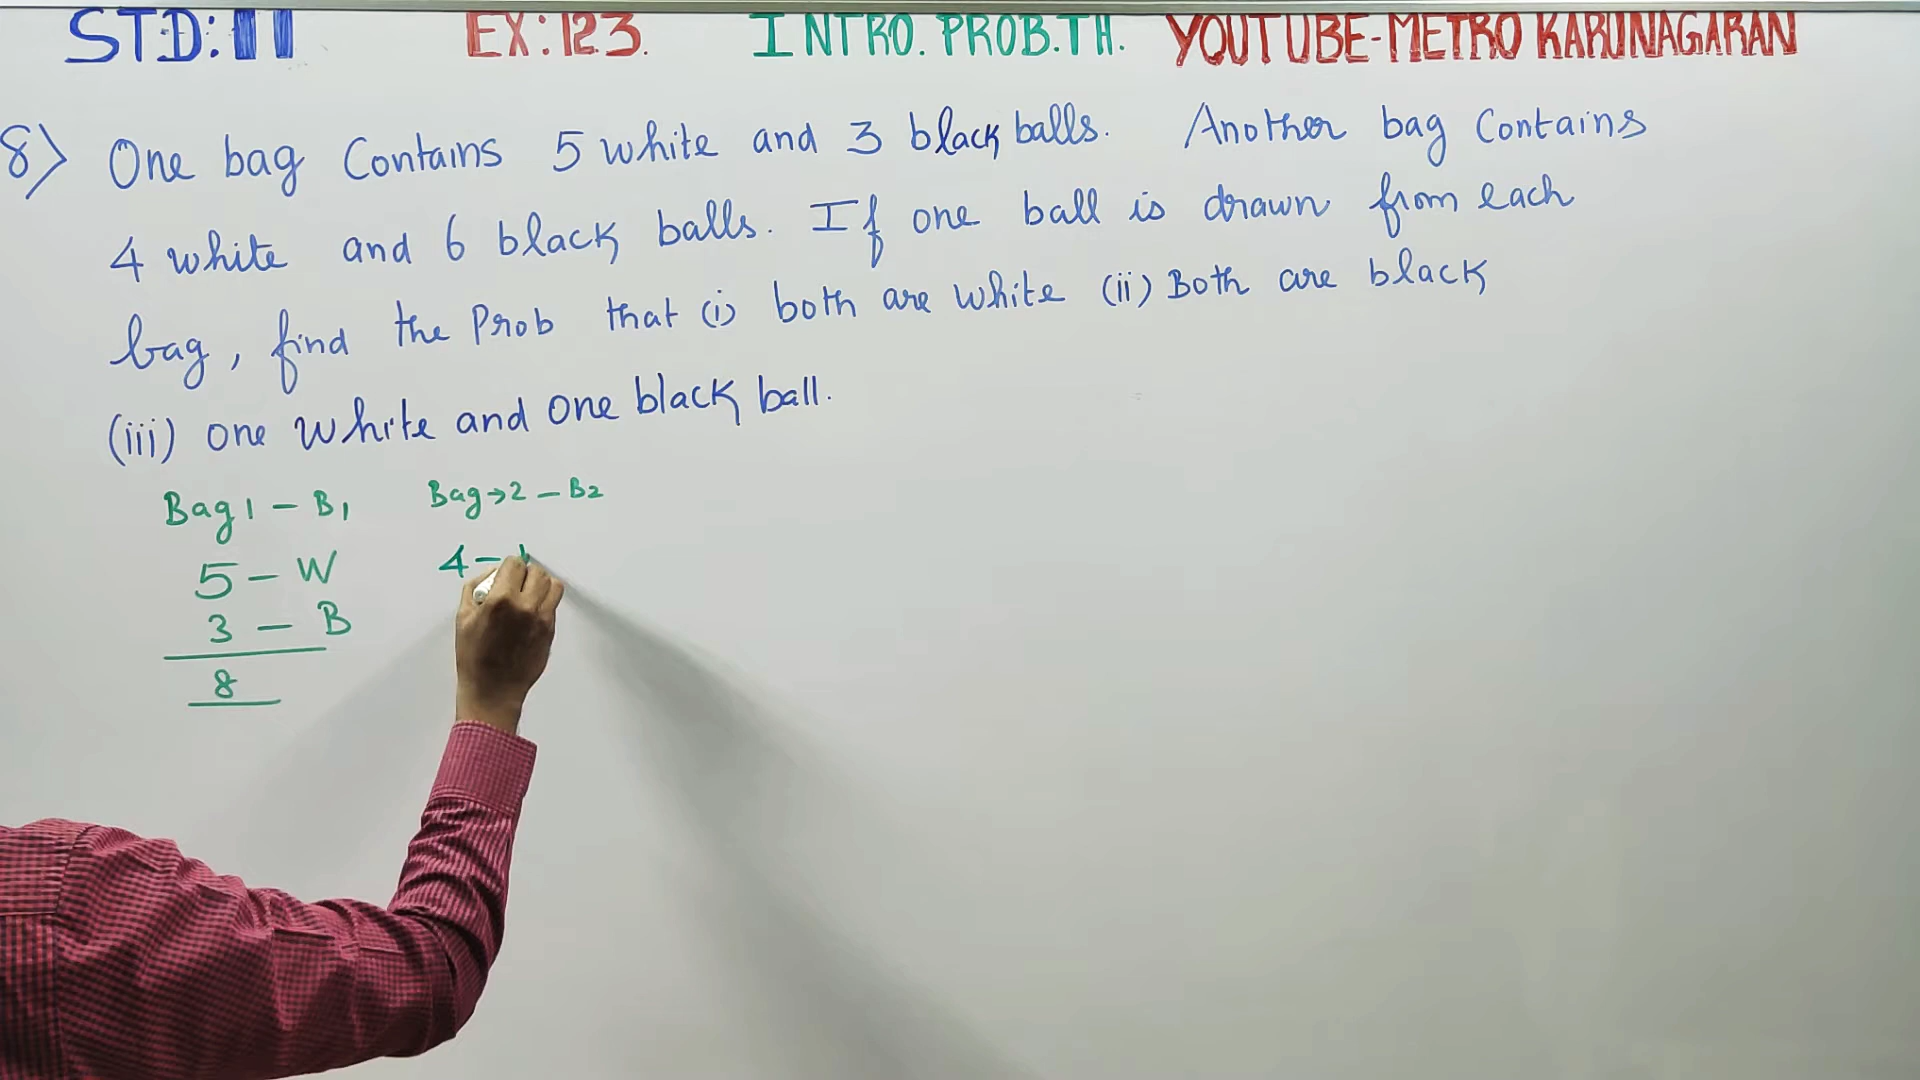 STD: 11 EX: 12.3. INTRO. PROB. TH. YOUTUBE-METRO KARUNAGARAN
8) One bag Contains 5 white and 3 black balls. Another bag Contains
4 white and 6 black balls. If one ball is drawn from each
bag, find the Prob that (i) both are white (ii) Both are black
(iii) one White and One black ball.
Bag 1 - B1 Bag → 2 - B2
5 - W 4 -
3 - B
8